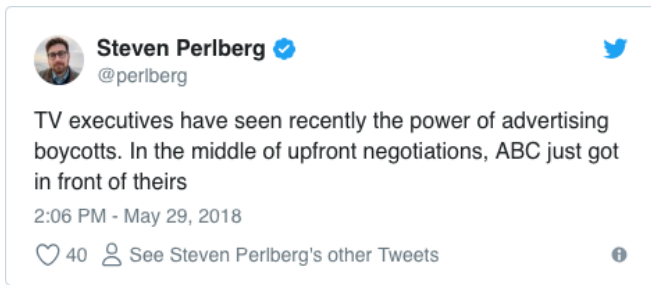 Steven Perlberg
@perlberg
TV executives have seen recently the power of advertising
boycotts. In the middle of upfront negotiations, ABC just got
in front of theirs
2:06 PM - May 29, 2018
40 See Steven Perlberg's other Tweets